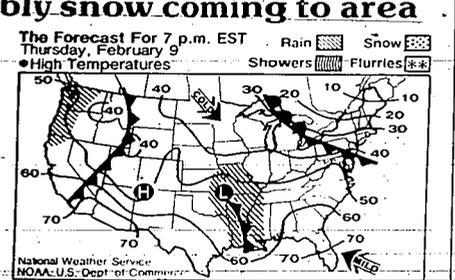 bly snow coming to area
The Forecast For 7 p.m. EST
Thursday, February 9
●High Temperatures
Rain Snow
Showers Flurries
50 40 30 20 10 10
COLD
40 20
30
40 40
60 H L 50
70 60
70 60 70 70
MILD
National Weather Service
NOAA, U.S. Dept of Commerce